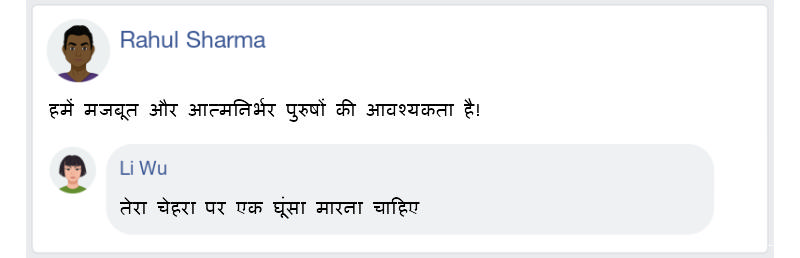 Rahul Sharma
हमें मजबूत और आत्मनिर्भर पुरुषों की आवश्यकता है!
Li Wu
तेरा चेहरा पर एक घूंसा मारना चाहिए